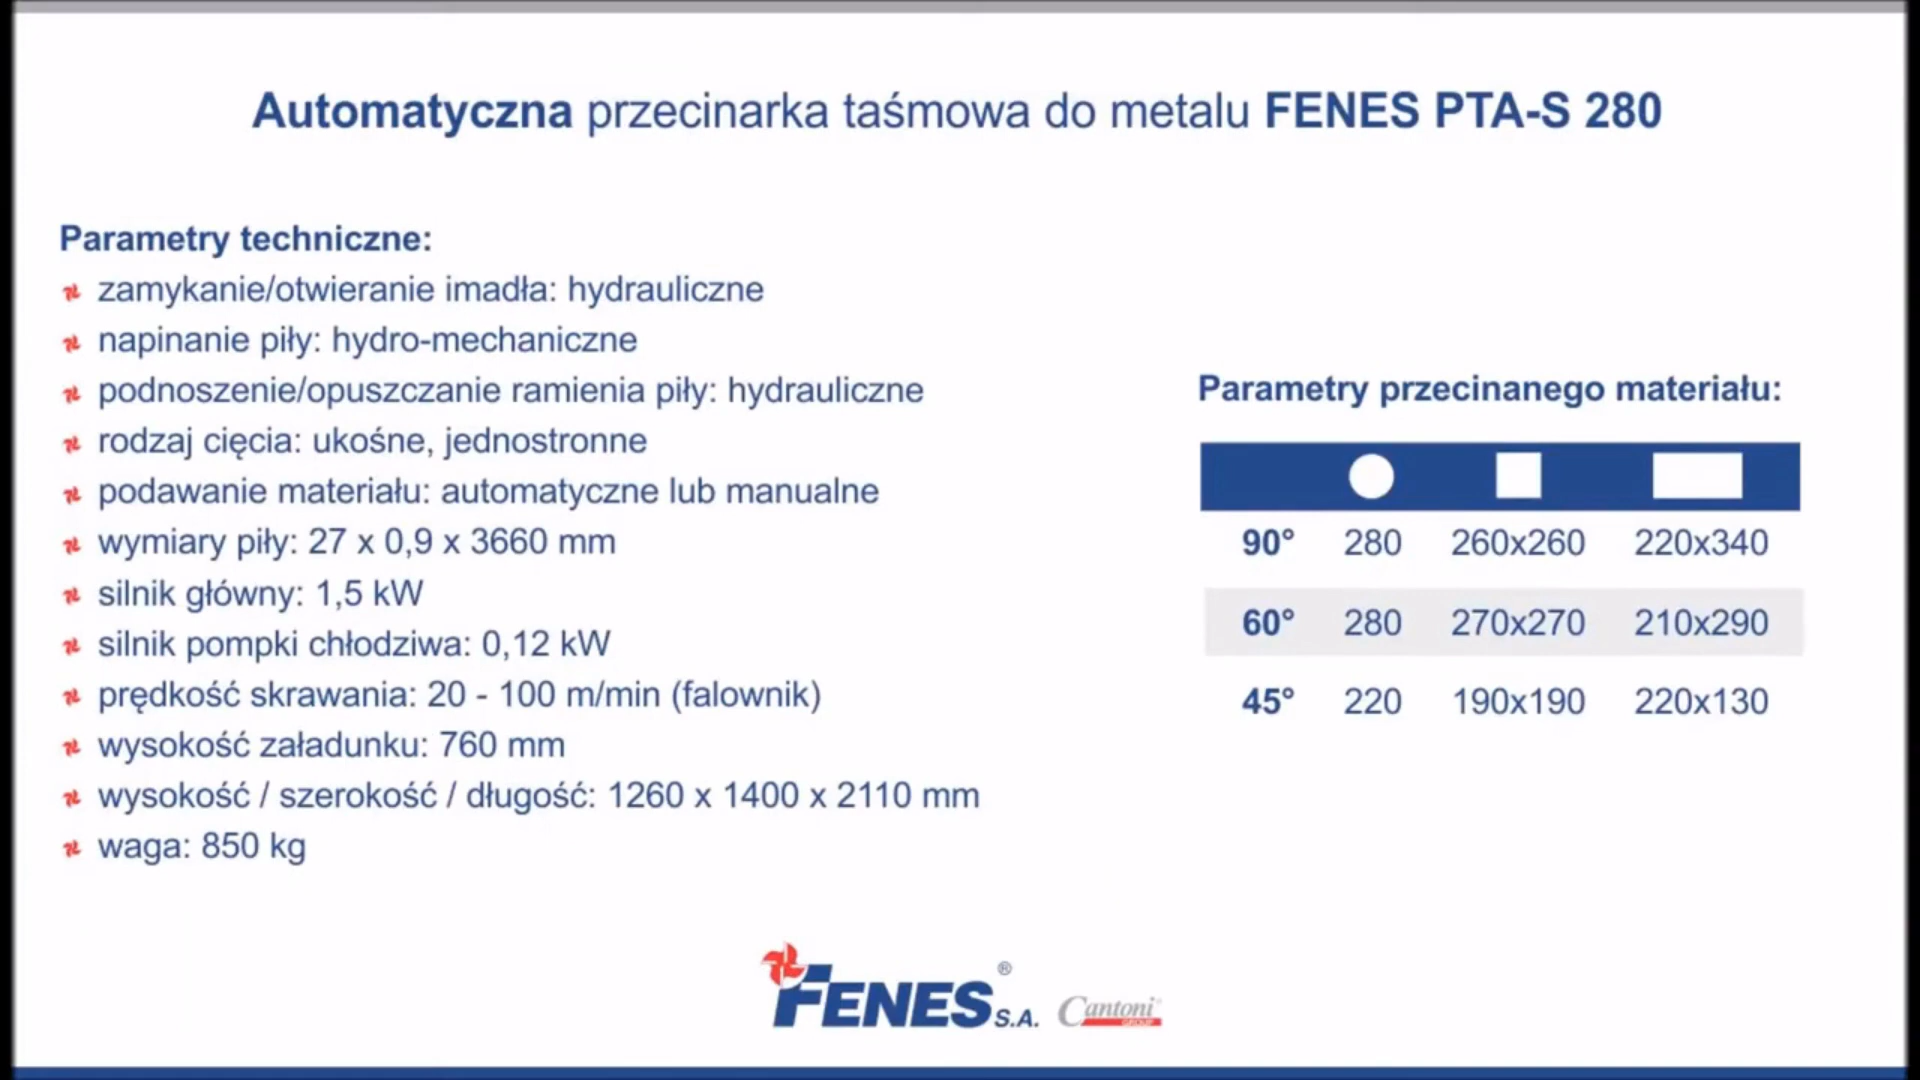 Automatyczna przecinarka taśmowa do metalu FENES PTA-S 280
Parametry techniczne:
zamykanie/otwieranie imadła: hydrauliczne
napinanie piły: hydro-mechaniczne
podnoszenie/opuszczanie ramienia piły: hydrauliczne
rodzaj cięcia: ukośne, jednostronne
podawanie materiału: automatyczne lub manualne
wymiary piły: 27 x 0,9 x 3660 mm
silnik główny: 1,5 kW
silnik pompki chłodziwa: 0,12 kW
prędkość skrawania: 20 - 100 m/min (falownik)
wysokość załadunku: 760 mm
wysokość / szerokość / długość: 1260 x 1400 x 2110 mm
waga: 850 kg
Parametry przecinanego materiału:
90° 280 260x260 220x340
60° 280 270x270 210x290
45° 220 190x190 220x130
FENES S.A. ®
Cantoni
GROUP